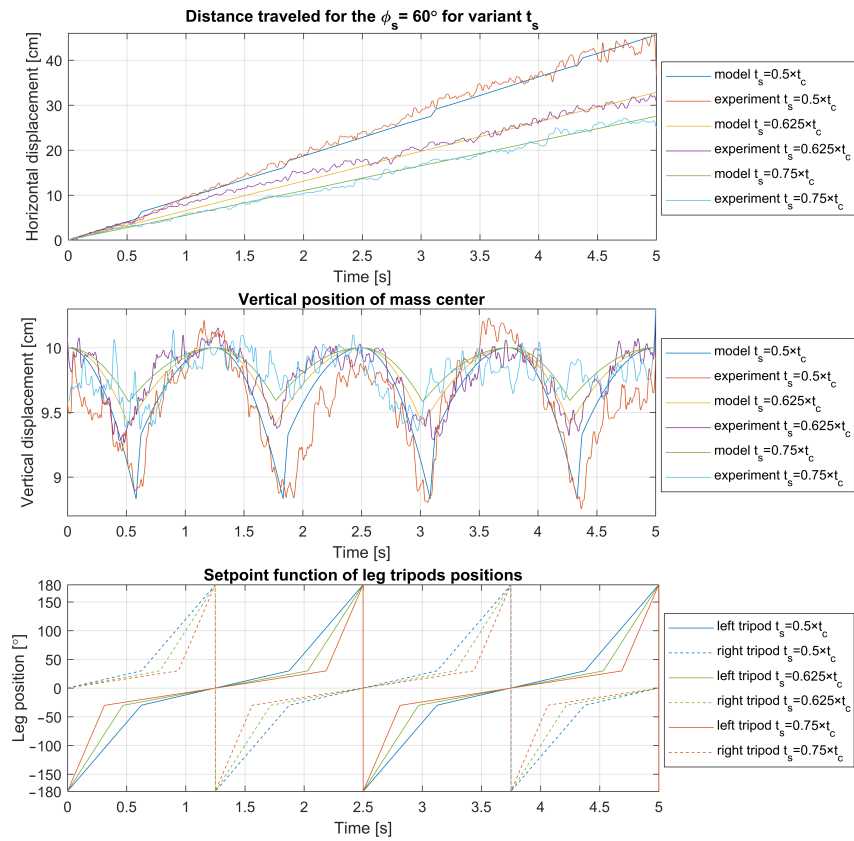 Distance traveled for the ϕs= 60° for variant ts
Horizontal displacement [cm]
40
30
20
10
0
0 0.5 1 1.5 2 2.5 3 3.5 4 4.5 5
Time [s]
model ts=0.5×tc
experiment ts=0.5×tc
model ts=0.625×tc
experiment ts=0.625×tc
model ts=0.75×tc
experiment ts=0.75×tc
Vertical position of mass center
Vertical displacement [cm]
10
9.5
9
0 0.5 1 1.5 2 2.5 3 3.5 4 4.5 5
Time [s]
model ts=0.5×tc
experiment ts=0.5×tc
model ts=0.625×tc
experiment ts=0.625×tc
model ts=0.75×tc
experiment ts=0.75×tc
Setpoint function of leg tripods positions
Leg position [°]
180
150
100
50
0
-50
-100
-150
-180
0 0.5 1 1.5 2 2.5 3 3.5 4 4.5 5
Time [s]
left tripod ts=0.5×tc
right tripod ts=0.5×tc
left tripod ts=0.625×tc
right tripod ts=0.625×tc
left tripod ts=0.75×tc
right tripod ts=0.75×tc